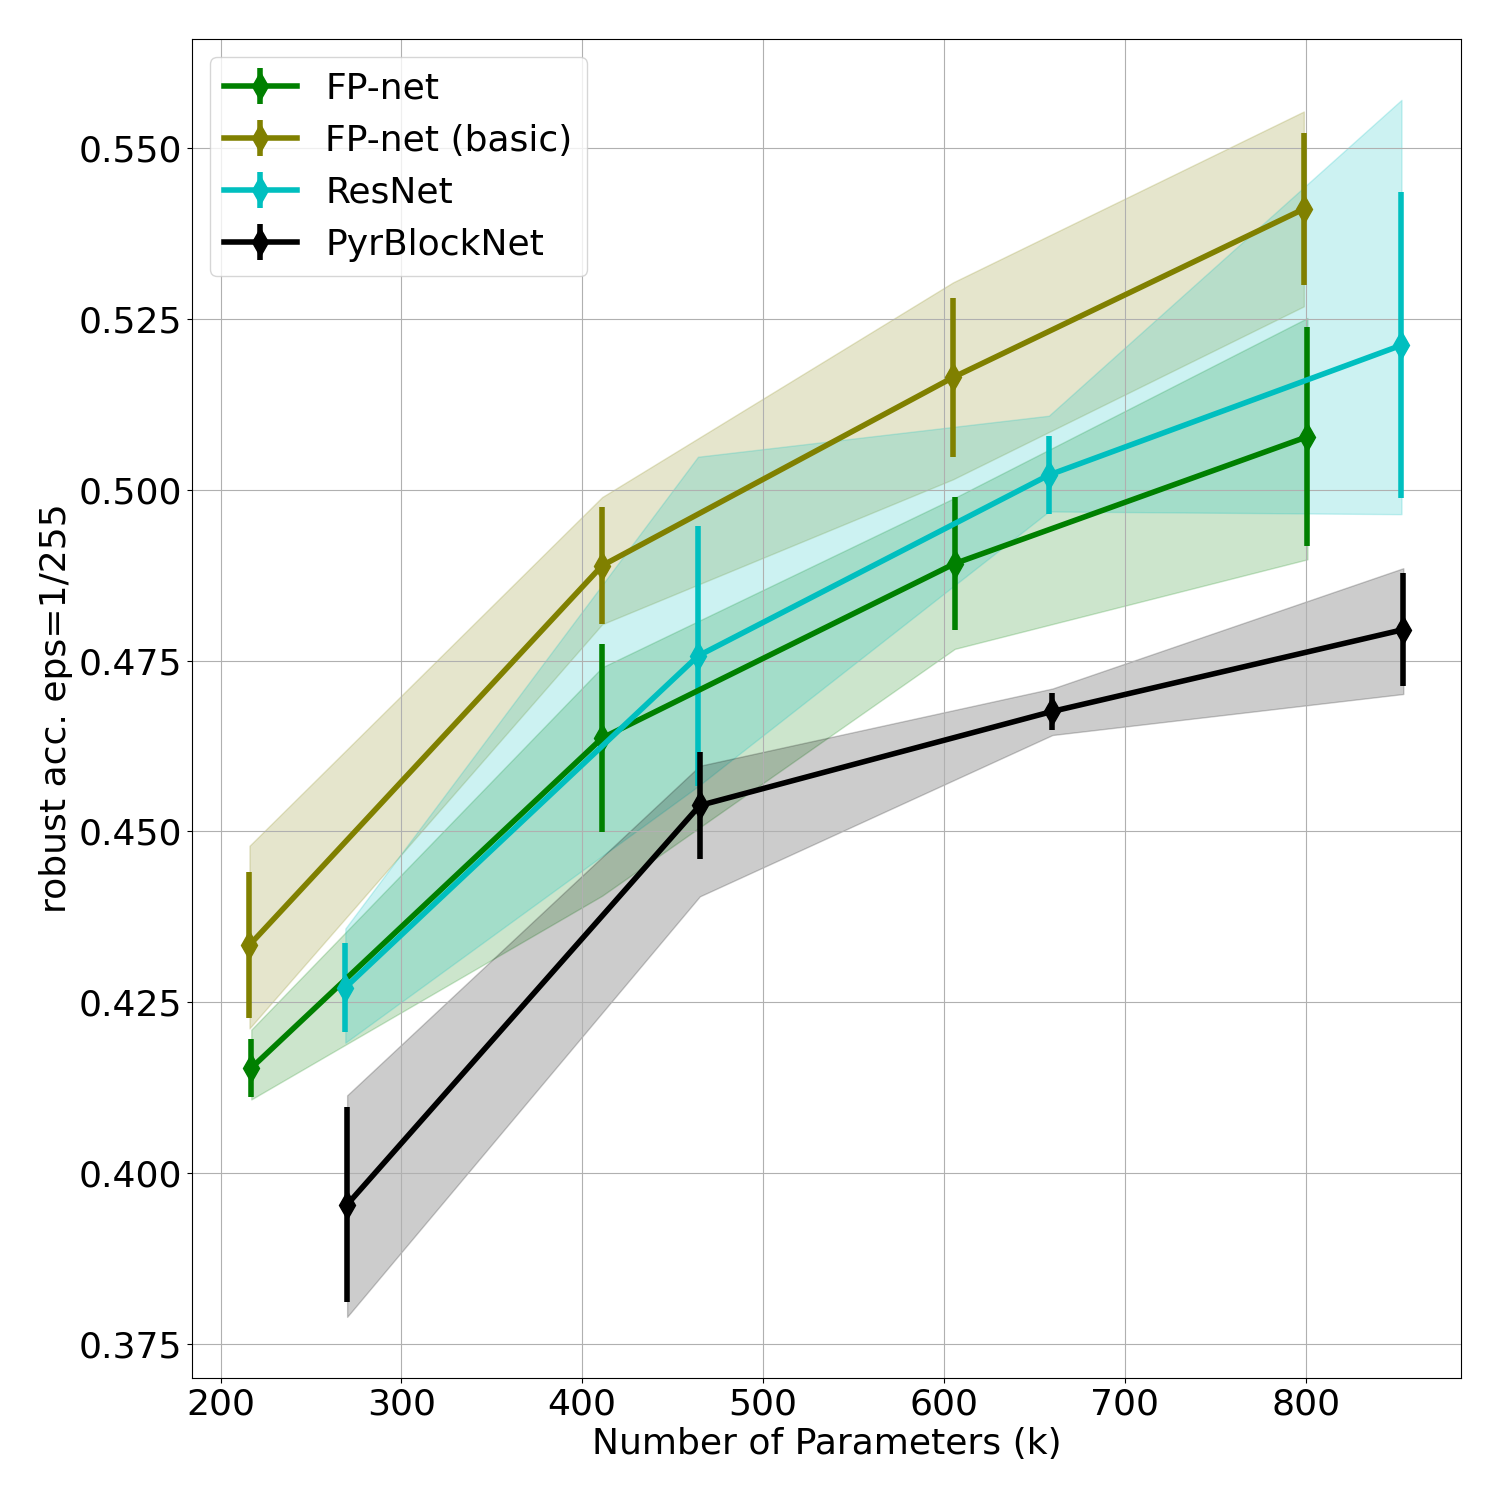 FP-net
FP-net (basic)
ResNet
PyrBlockNet
0.550
0.525
0.500
0.475
0.450
0.425
0.400
0.375
robust acc. eps=1/255
200 300 400 500 600 700 800
Number of Parameters (k)